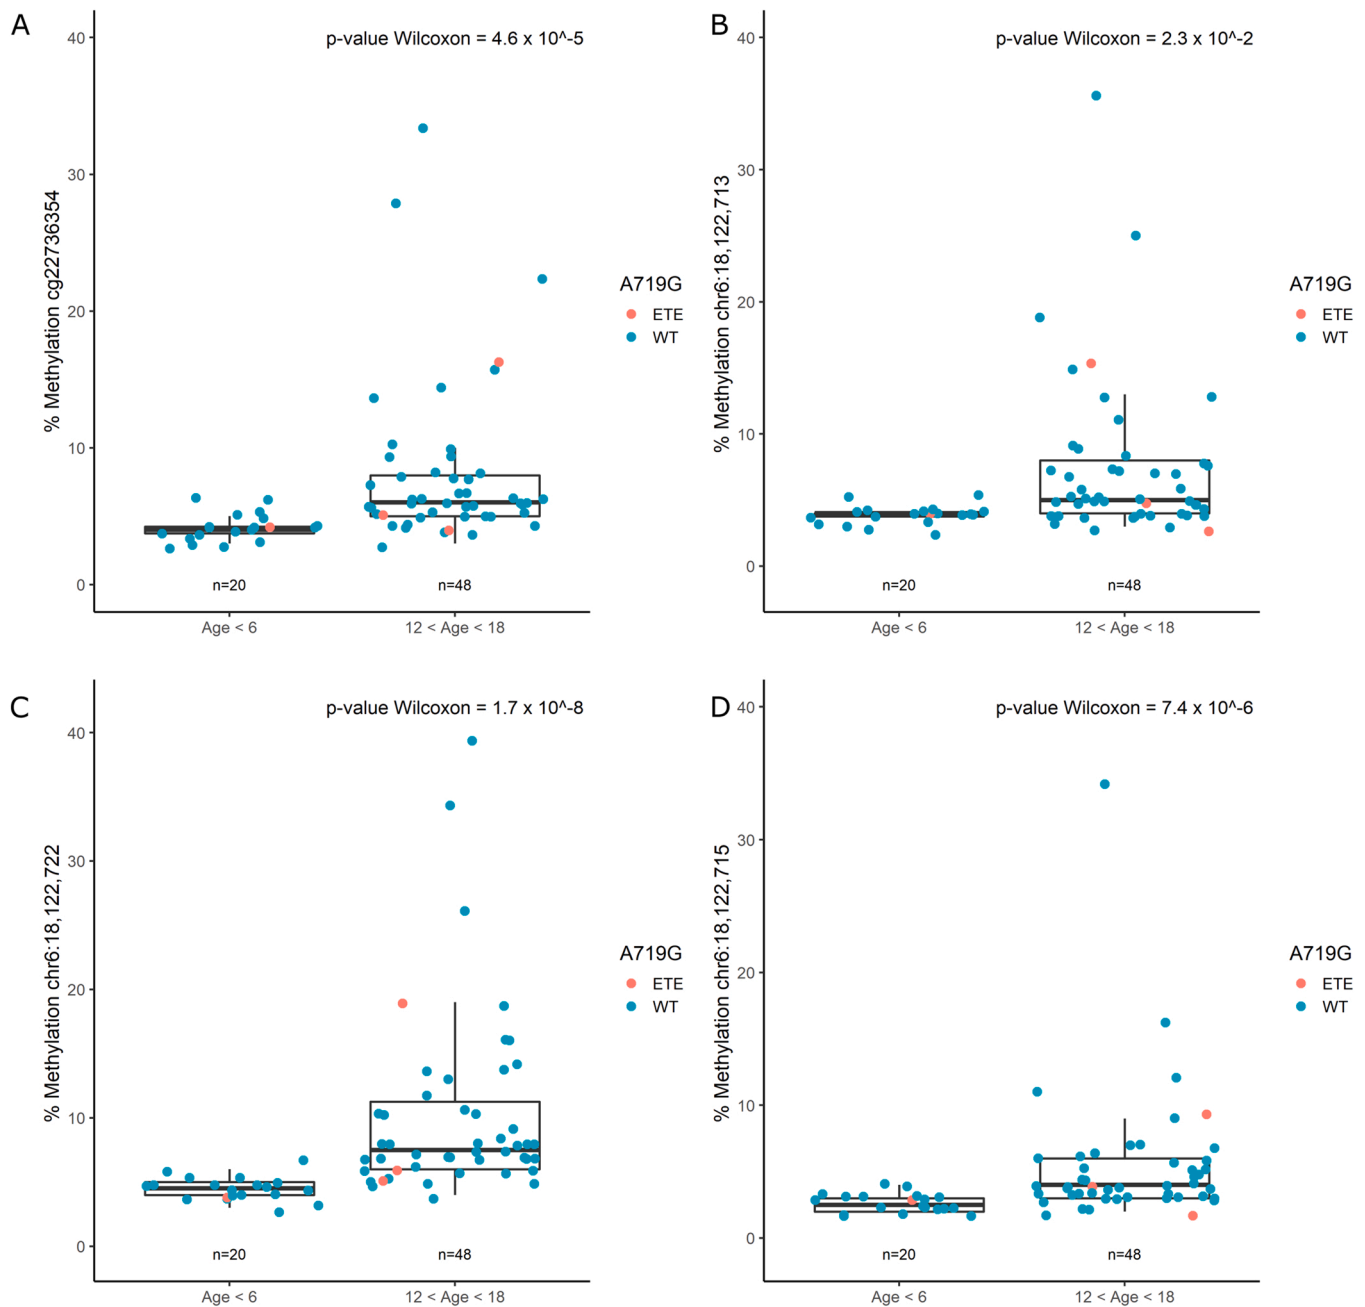 A
p-value Wilcoxon = 4.6 x 10^-5
% Methylation cg22736354
40
30
20
10
0
n=20
n=48
Age < 6
12 < Age < 18
A719G
ETE
WT
B
p-value Wilcoxon = 2.3 x 10^-2
% Methylation chr6:18,122,713
40
30
20
10
0
n=20
n=48
Age < 6
12 < Age < 18
A719G
ETE
WT
C
p-value Wilcoxon = 1.7 x 10^-8
% Methylation chr6:18,122,722
40
30
20
10
0
n=20
n=48
Age < 6
12 < Age < 18
A719G
ETE
WT
D
p-value Wilcoxon = 7.4 x 10^-6
% Methylation chr6:18,122,715
40
30
20
10
0
n=20
n=48
Age < 6
12 < Age < 18
A719G
ETE
WT